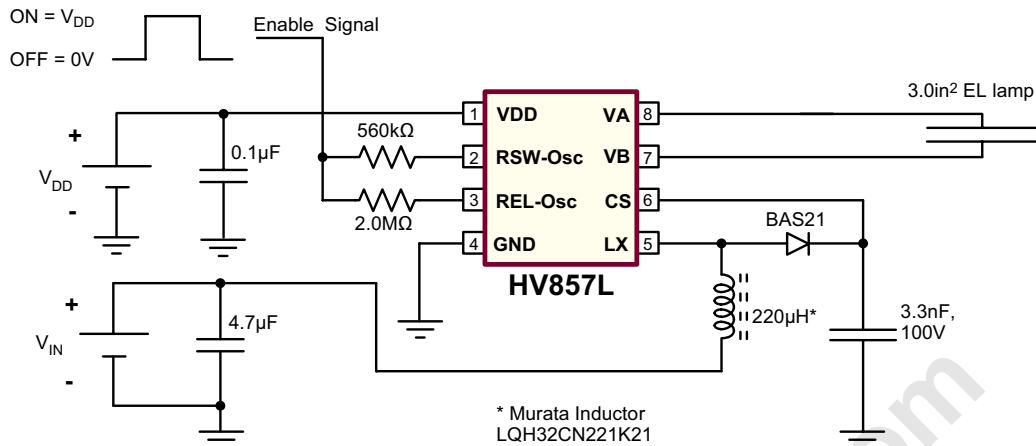 ON = VDD
OFF = 0V
Enable Signal
3.0in² EL lamp
+
VDD
-
0.1µF
560kΩ
2.0MΩ
1 VDD
2 RSW-Osc
3 REL-Osc
4 GND
VA 8
VB 7
CS 6
LX 5
HV857L
BAS21
+
VIN
-
4.7µF
220µH*
3.3nF,
100V
* Murata Inductor
LQH32CN221K21
com